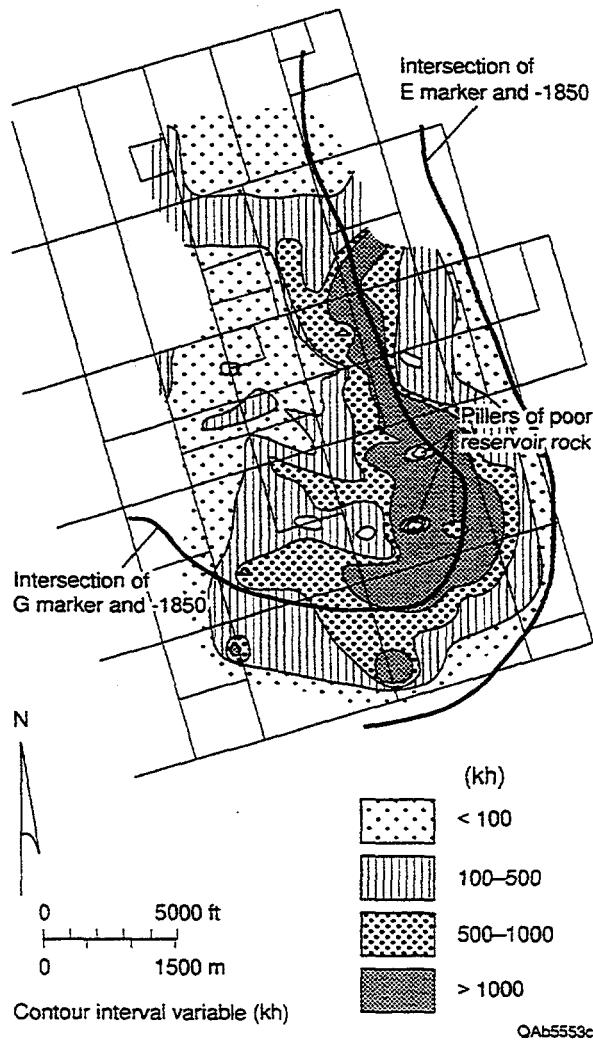 Intersection of
E marker and -1850
Pillers of poor
reservoir rock
Intersection of
G marker and -1850
N
0 5000 ft
0 1500 m
Contour interval variable (kh)
(kh)
< 100
100–500
500–1000
> 1000
QAb5553c